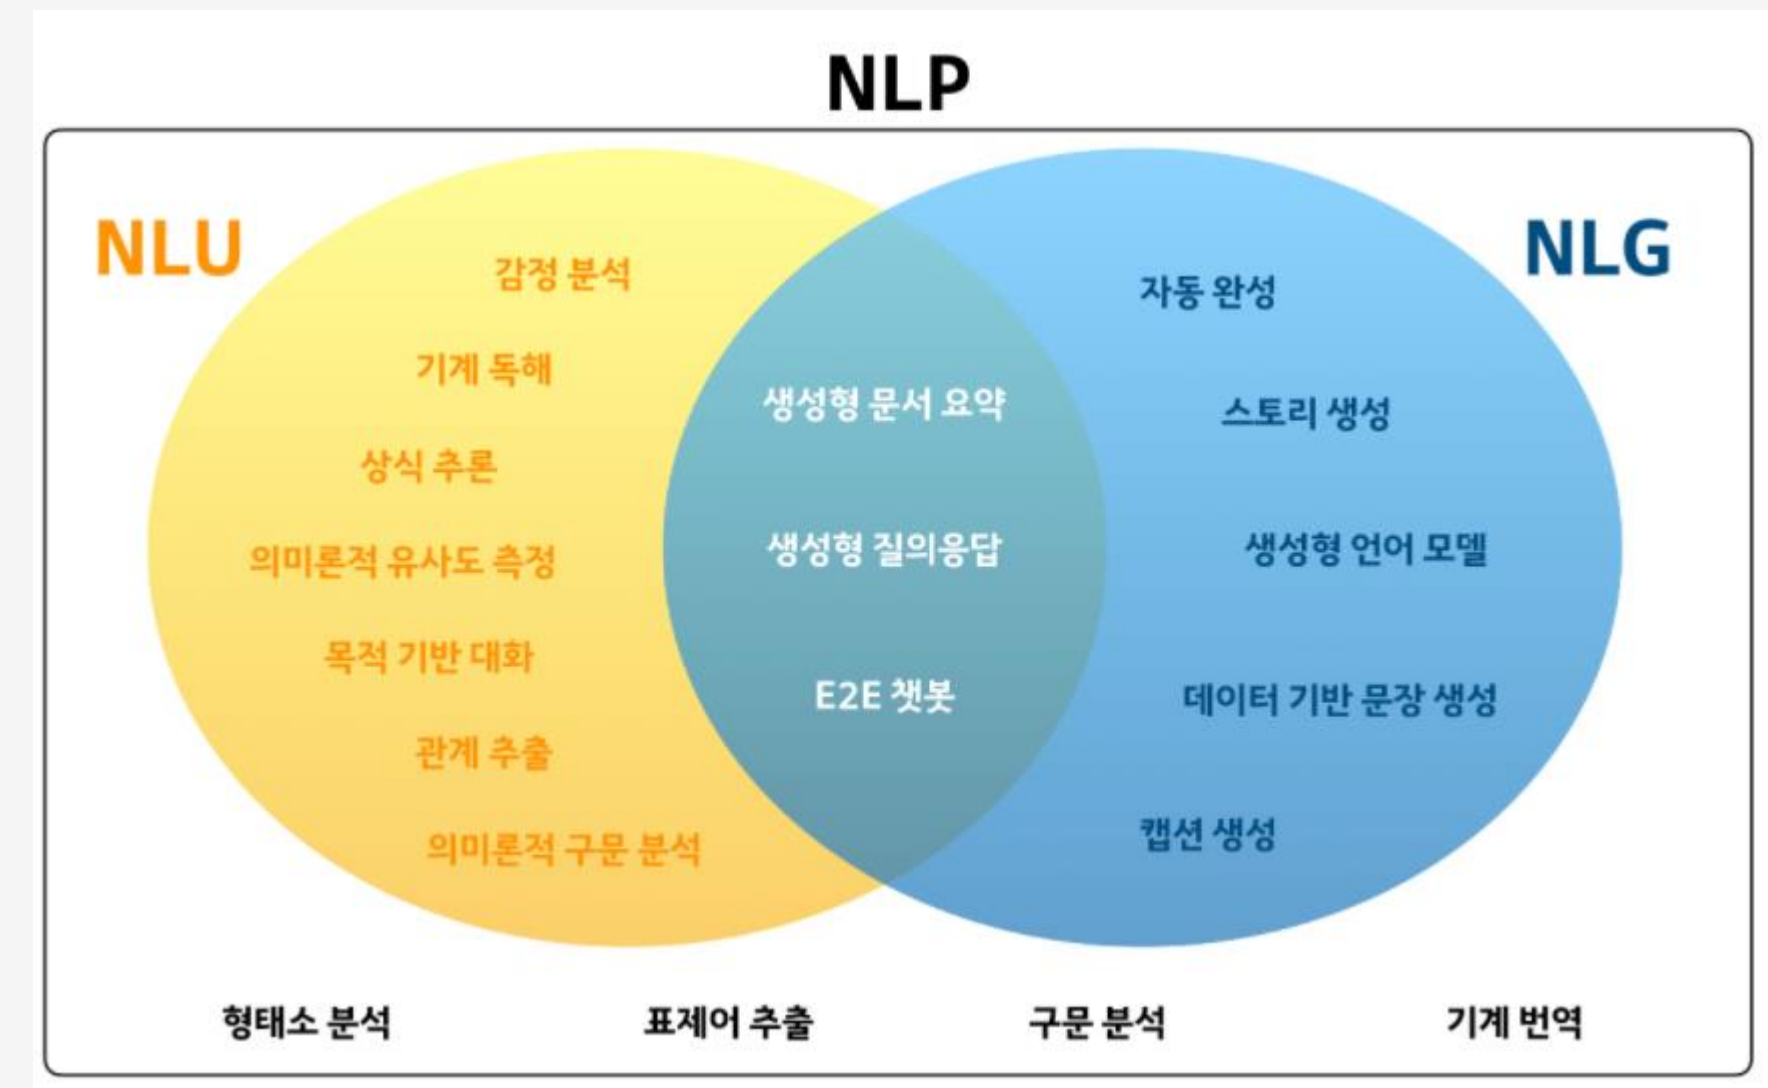 NLP
NLU
감정 분석
기계 독해
상식 추론
의미론적 유사도 측정
목적 기반 대화
관계 추출
의미론적 구문 분석
생성형 문서 요약
생성형 질의응답
E2E 챗봇
NLG
자동 완성
스토리 생성
생성형 언어 모델
데이터 기반 문장 생성
캡션 생성
형태소 분석
표제어 추출
구문 분석
기계 번역